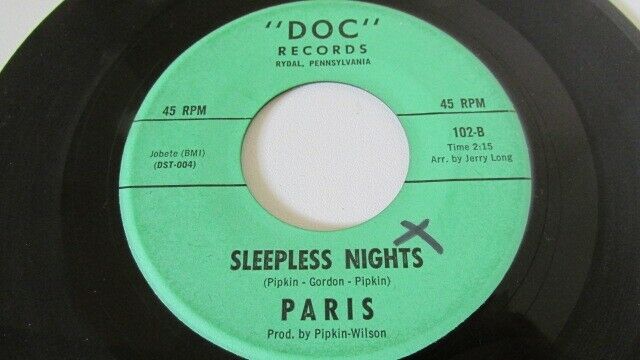 "DOC"
RECORDS
RYDAL, PENNSYLVANIA
45 RPM
45 RPM
Jobete (BMI)
(DST-004)
102-B
Time 2:15
Arr. by Jerry Long
SLEEPLESS NIGHTS
(Pipkin - Gordon - Pipkin)
PARIS
Prod. by Pipkin-Wilson